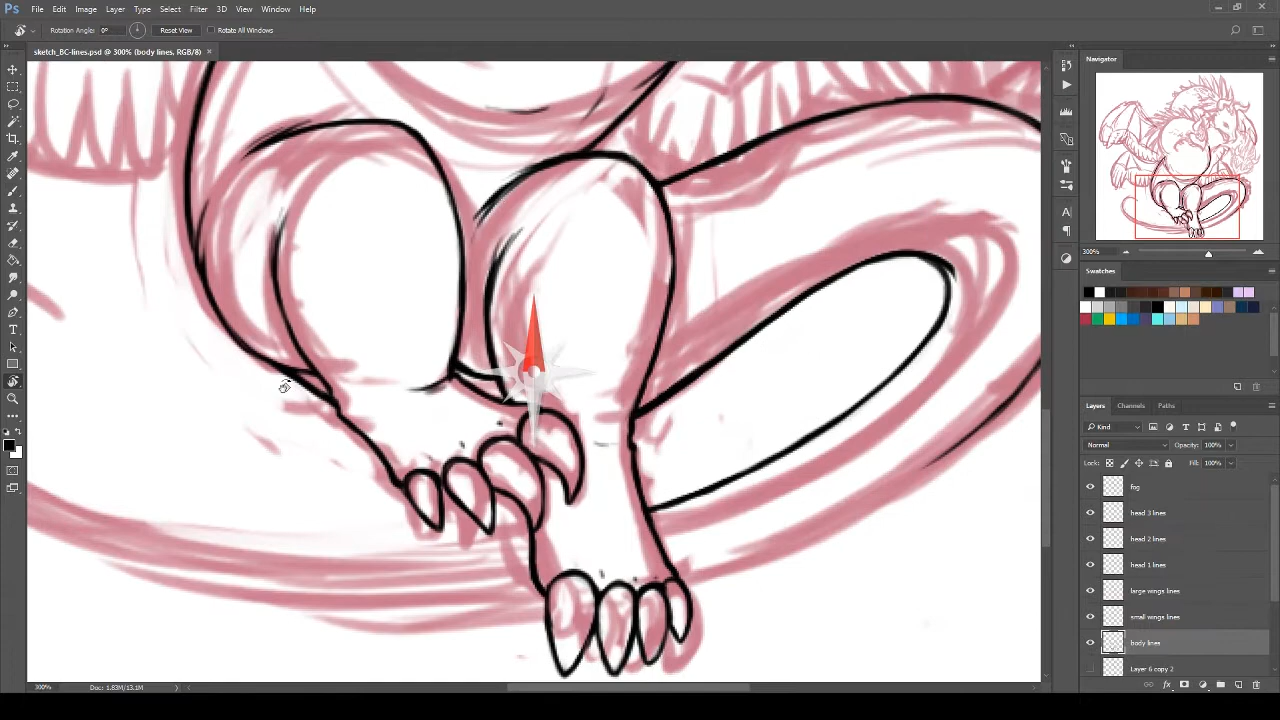 Ps File Edit Image Layer Type Select Filter 3D View Window Help
Rotation Angle: 0° Reset View Rotate All Windows
sketch_BC-lines.psd @ 300% (body lines, RGB/8) ×
Navigator
300%
Swatches
Layers Channels Paths
Kind
Normal Opacity: 100%
Lock: Fill: 100%
fog
head 3 lines
head 2 lines
head 1 lines
large wings lines
small wings lines
body lines
Layer 6 copy 2
300% Doc: 1.83M/13.1M